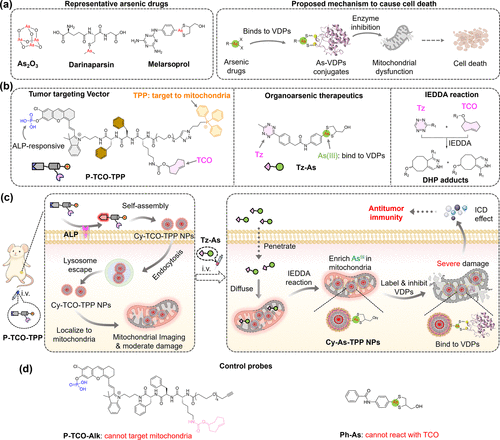 (a)
Representative arsenic drugs
As2O3
Darinaparsin
Melarsoprol
Proposed mechanism to cause cell death
Arsenic drugs
Binds to VDPs
As-VDPs conjugates
Enzyme inhibition
Mitochondrial dysfunction
Cell death
(b)
Tumor targeting Vector
TPP: target to mitochondria
ALP-responsive
P-TCO-TPP
TCO
Organoarsenic therapeutics
Tz
As(III): bind to VDPs
Tz-As
IEDDA reaction
Tz
TCO
IEDDA
DHP adducts
(c)
i.v.
P-TCO-TPP
ALP
Self-assembly
Cy-TCO-TPP NPs
Endocytosis
Lysosome escape
Cy-TCO-TPP NPs
Localize to mitochondria
Mitochondrial Imaging & moderate damage
Tz-As
i.v.
Penetrate
Diffuse
IEDDA reaction
Enrich AsIII in mitochondria
Cy-As-TPP NPs
Label & inhibit VDPs
Antitumor immunity
ICD effect
Severe damage
Bind to VDPs
(d)
Control probes
P-TCO-Alk: cannot target mitochondria
Ph-As: cannot react with TCO